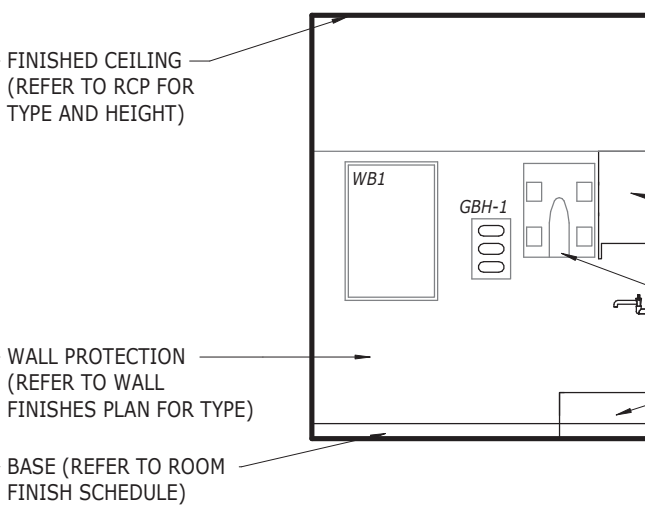 FINISHED CEILING
(REFER TO RCP FOR
TYPE AND HEIGHT)
WB1
GBH-1
WALL PROTECTION
(REFER TO WALL
FINISHES PLAN FOR TYPE)
BASE (REFER TO ROOM
FINISH SCHEDULE)